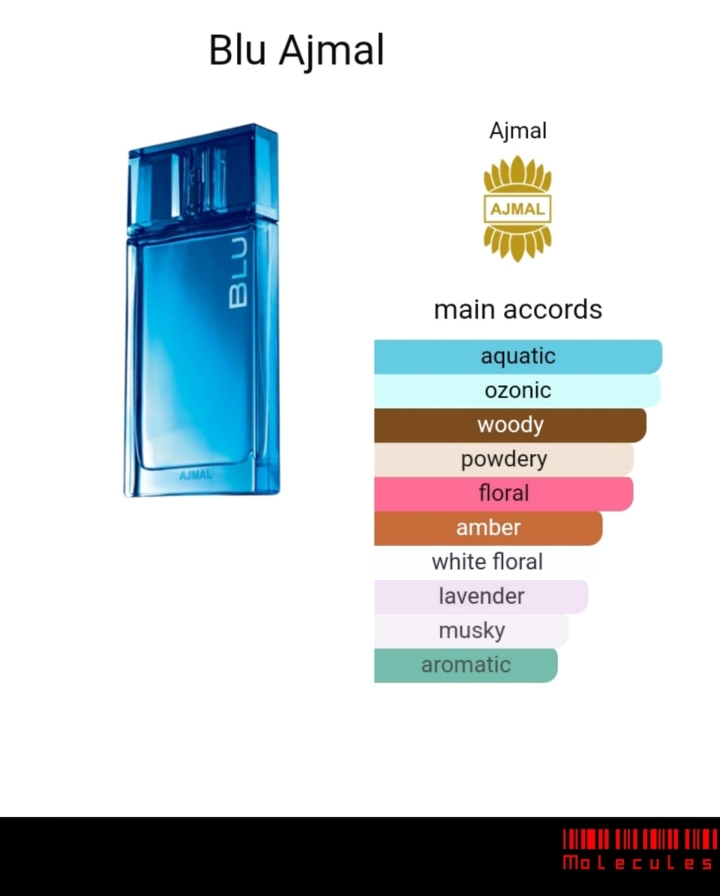 Blu Ajmal
BLU
AJMAL
Ajmal
AJMAL
main accords
aquatic
ozonic
woody
powdery
floral
amber
white floral
lavender
musky
aromatic
Molecules